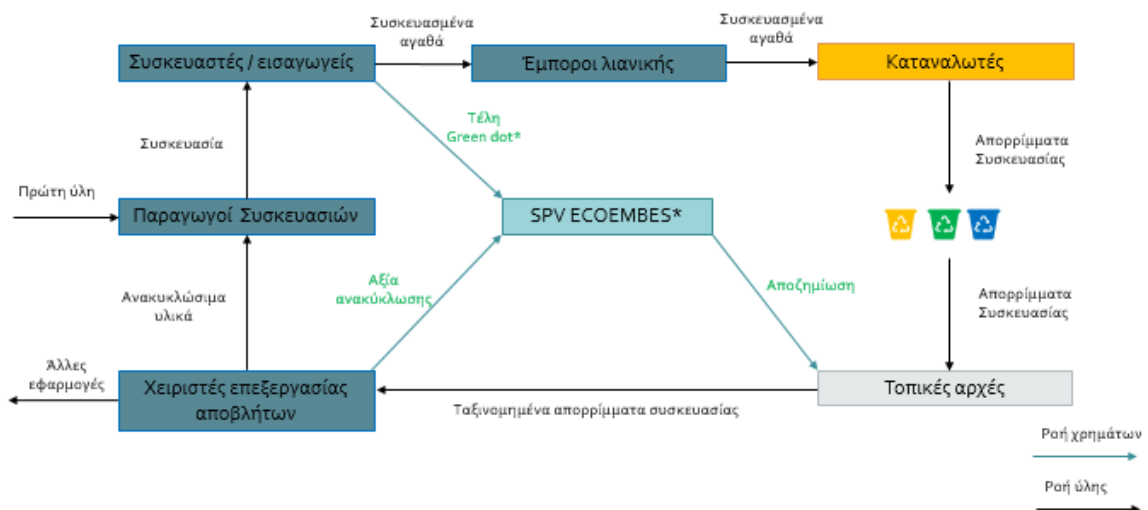 Συσκευασμένα
αγαθά
Συσκευασμένα
αγαθά
Συσκευαστές / εισαγωγείς
Έμποροι λιανικής
Καταναλωτές
Τέλη
Green dot*
Συσκευασία
Απορρίμματα
Συσκευασίας
Πρώτη ύλη
Παραγωγοί Συσκευασιών
SPV ECOEMBES*
Αξία
ανακύκλωσης
Αποζημίωση
Ανακυκλώσιμα
υλικά
Απορρίμματα
Συσκευασίας
Άλλες
εφαρμογές
Χειριστές επεξεργασίας
αποβλήτων
Τοπικές αρχές
Ταξινομημένα απορρίμματα συσκευασίας
Ροή χρημάτων
Ροή ύλης